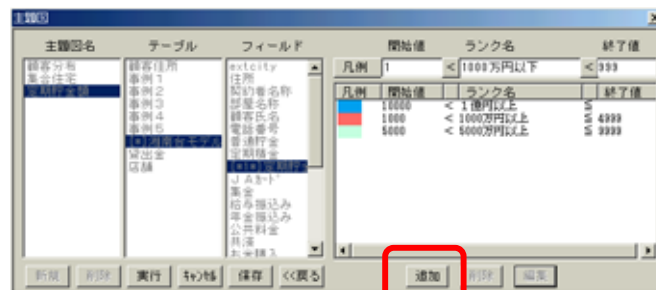 主題図
主題図名 テーブル フィールド 開始値 ランク名 終了値
凡例 1 < 1000万円以下 < 999
顧客分布
集合住宅
定期貯金額
顧客住所
事例1
事例2
事例3
事例4
事例5
貸出金
店舗
extcity
住所
契約者名称
部屋名称
顧客氏名
電話番号
普通貯金
定期積金
JAカード
集金
給与振込み
年金振込み
公共料金
共済
凡例 開始値 ランク名 終了値
10000 < 1億円以上 ≦
1000 < 1000万円以上 ≦ 4999
5000 < 5000万円以上 ≦ 9999
新規 削除 実行 キャンセル 保存 <<戻る 追加 削除 編集